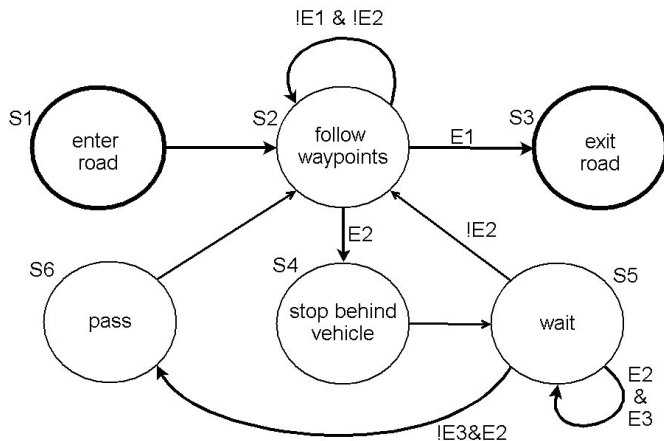 !E1 & !E2
S1
S2
S3
enter
road
follow
waypoints
E1
exit
road
E2
!E2
S6
S4
S5
pass
stop behind
vehicle
wait
E2
&
E3
!E3&E2